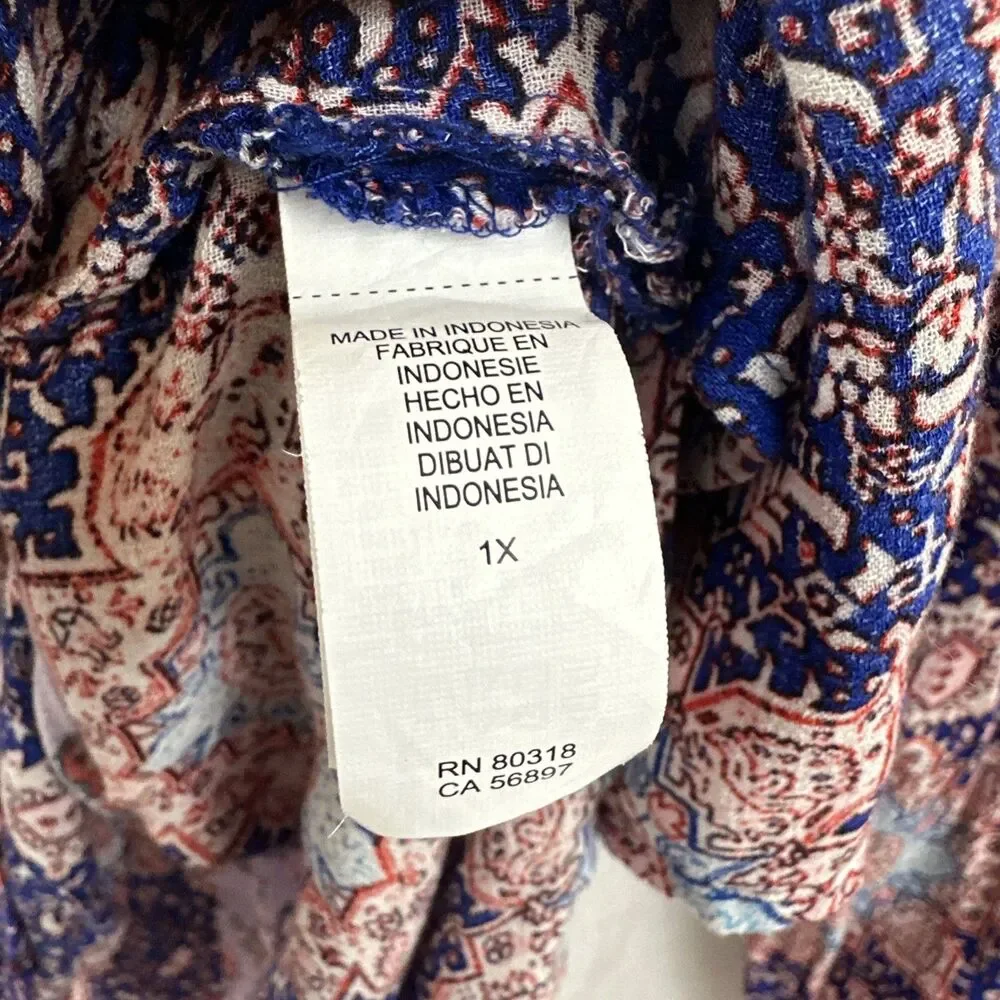 MADE IN INDONESIA
FABRIQUE EN
INDONESIE
HECHO EN
INDONESIA
DIBUAT DI
INDONESIA
1X
RN 80318
CA 56897